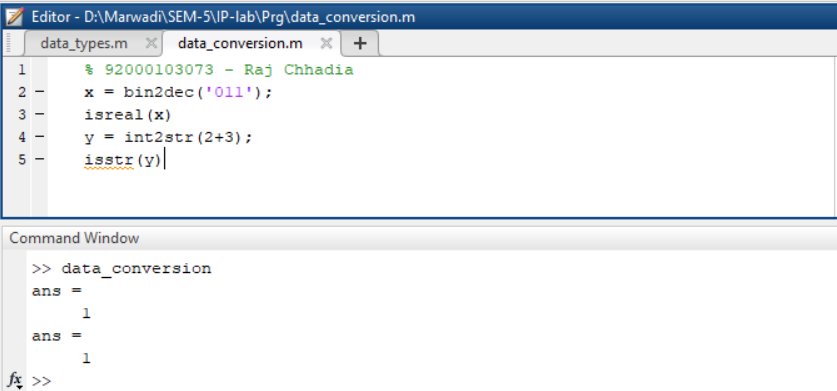 Editor - D:\Marwadi\SEM-5\IP-lab\Prg\data_conversion.m
data_types.m × data_conversion.m × +
1 % 92000103073 - Raj Chhadia
2 - x = bin2dec('011');
3 - isreal(x)
4 - y = int2str(2+3);
5 - isstr(y)
Command Window
>> data_conversion
ans =
1
ans =
1
fx >>